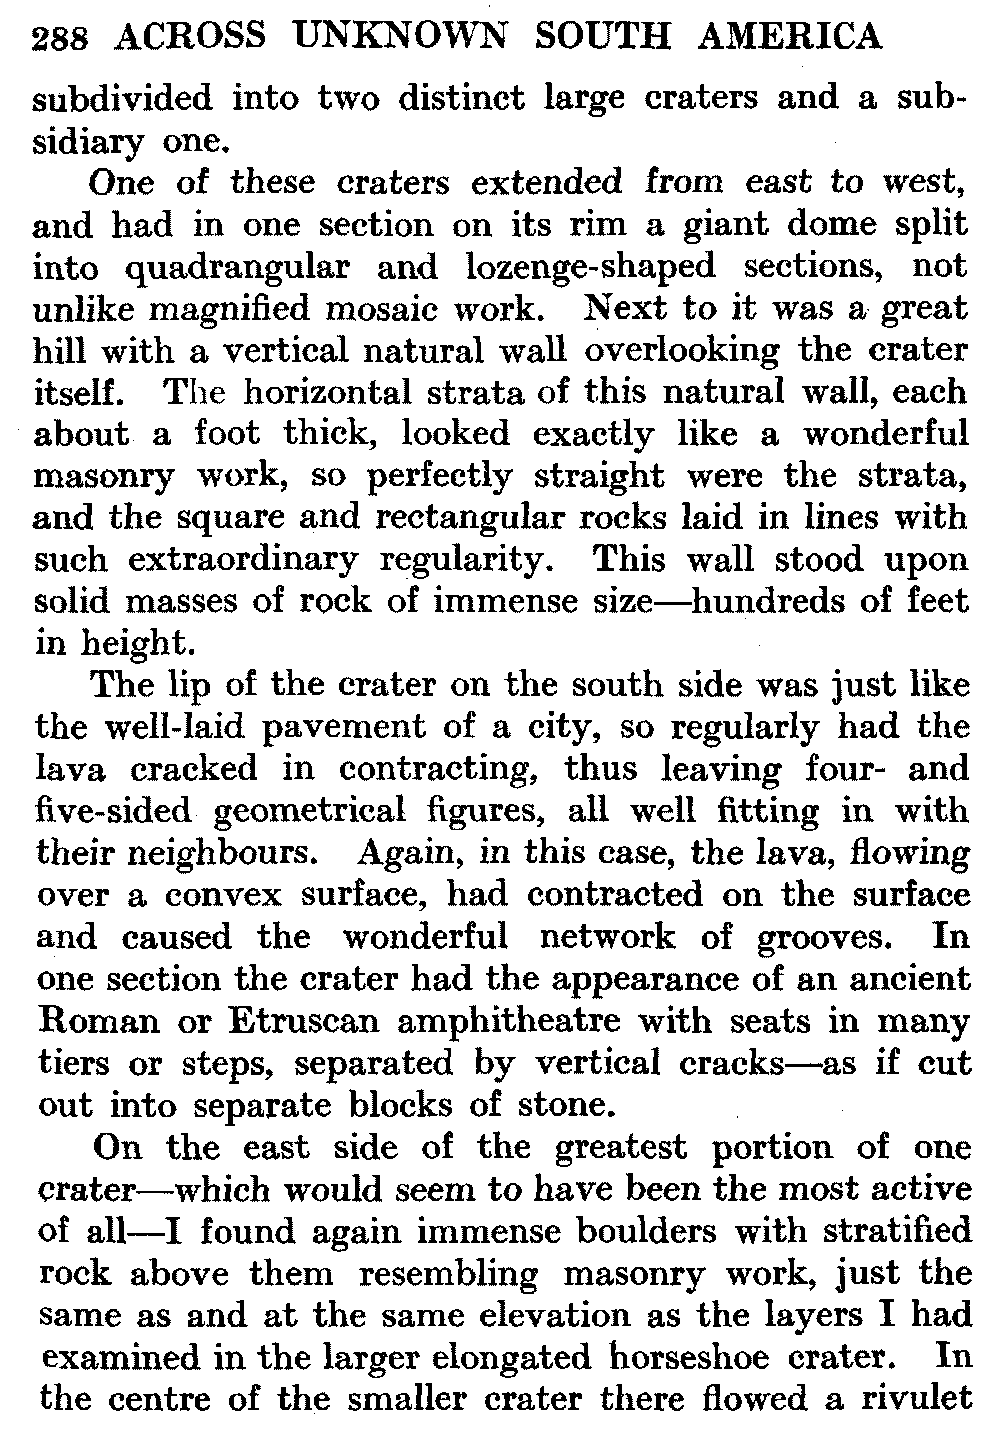 288 ACROSS UNKNOWN SOUTH AMERICA
subdivided into two distinct large craters and a sub-
sidiary one.
One of these craters extended from east to west,
and had in one section on its rim a giant dome split
into quadrangular and lozenge-shaped sections, not
unlike magnified mosaic work. Next to it was a great
hill with a vertical natural wall overlooking the crater
itself. The horizontal strata of this natural wall, each
about a foot thick, looked exactly like a wonderful
masonry work, so perfectly straight were the strata,
and the square and rectangular rocks laid in lines with
such extraordinary regularity. This wall stood upon
solid masses of rock of immense size—hundreds of feet
in height.
The lip of the crater on the south side was just like
the well-laid pavement of a city, so regularly had the
lava cracked in contracting, thus leaving four- and
five-sided geometrical figures, all well fitting in with
their neighbours. Again, in this case, the lava, flowing
over a convex surface, had contracted on the surface
and caused the wonderful network of grooves. In
one section the crater had the appearance of an ancient
Roman or Etruscan amphitheatre with seats in many
tiers or steps, separated by vertical cracks—as if cut
out into separate blocks of stone.
On the east side of the greatest portion of one
crater—which would seem to have been the most active
of all—I found again immense boulders with stratified
rock above them resembling masonry work, just the
same as and at the same elevation as the layers I had
examined in the larger elongated horseshoe crater. In
the centre of the smaller crater there flowed a rivulet